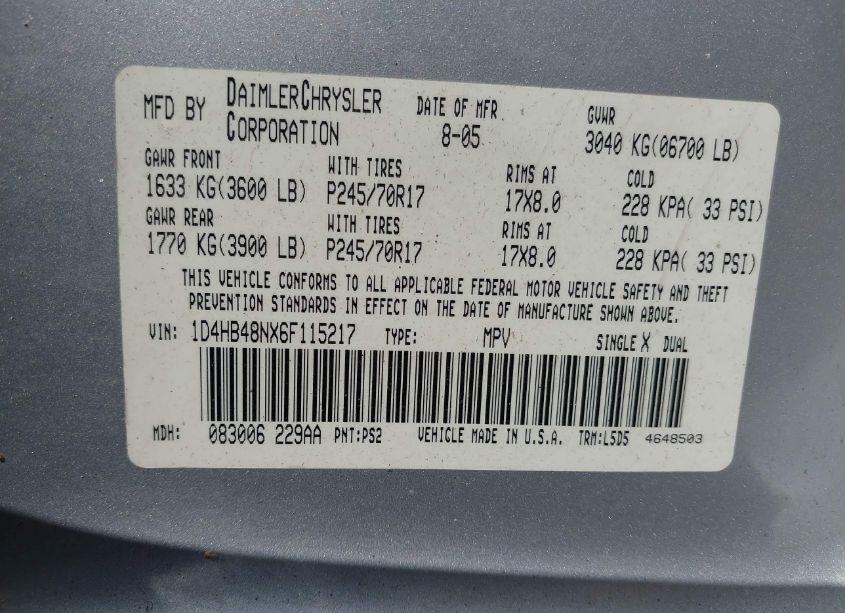 MFD BY DAIMLERCHRYSLER CORPORATION DATE OF MFR 8-05 GVWR 3040 KG(06700 LB)
GAWR FRONT WITH TIRES RIMS AT COLD
1633 KG(3600 LB) P245/70R17 17X8.0 228 KPA( 33 PSI)
GAWR REAR WITH TIRES RIMS AT COLD
1770 KG(3900 LB) P245/70R17 17X8.0 228 KPA( 33 PSI)
THIS VEHICLE CONFORMS TO ALL APPLICABLE FEDERAL MOTOR VEHICLE SAFETY AND THEFT
PREVENTION STANDARDS IN EFFECT ON THE DATE OF MANUFACTURE SHOWN ABOVE.
VIN: 1D4HB48NX6F115217 TYPE: MPV SINGLE X DUAL
MDH: 083006 229AA PNT:PS2 VEHICLE MADE IN U.S.A. TRM:L5D5 4648503